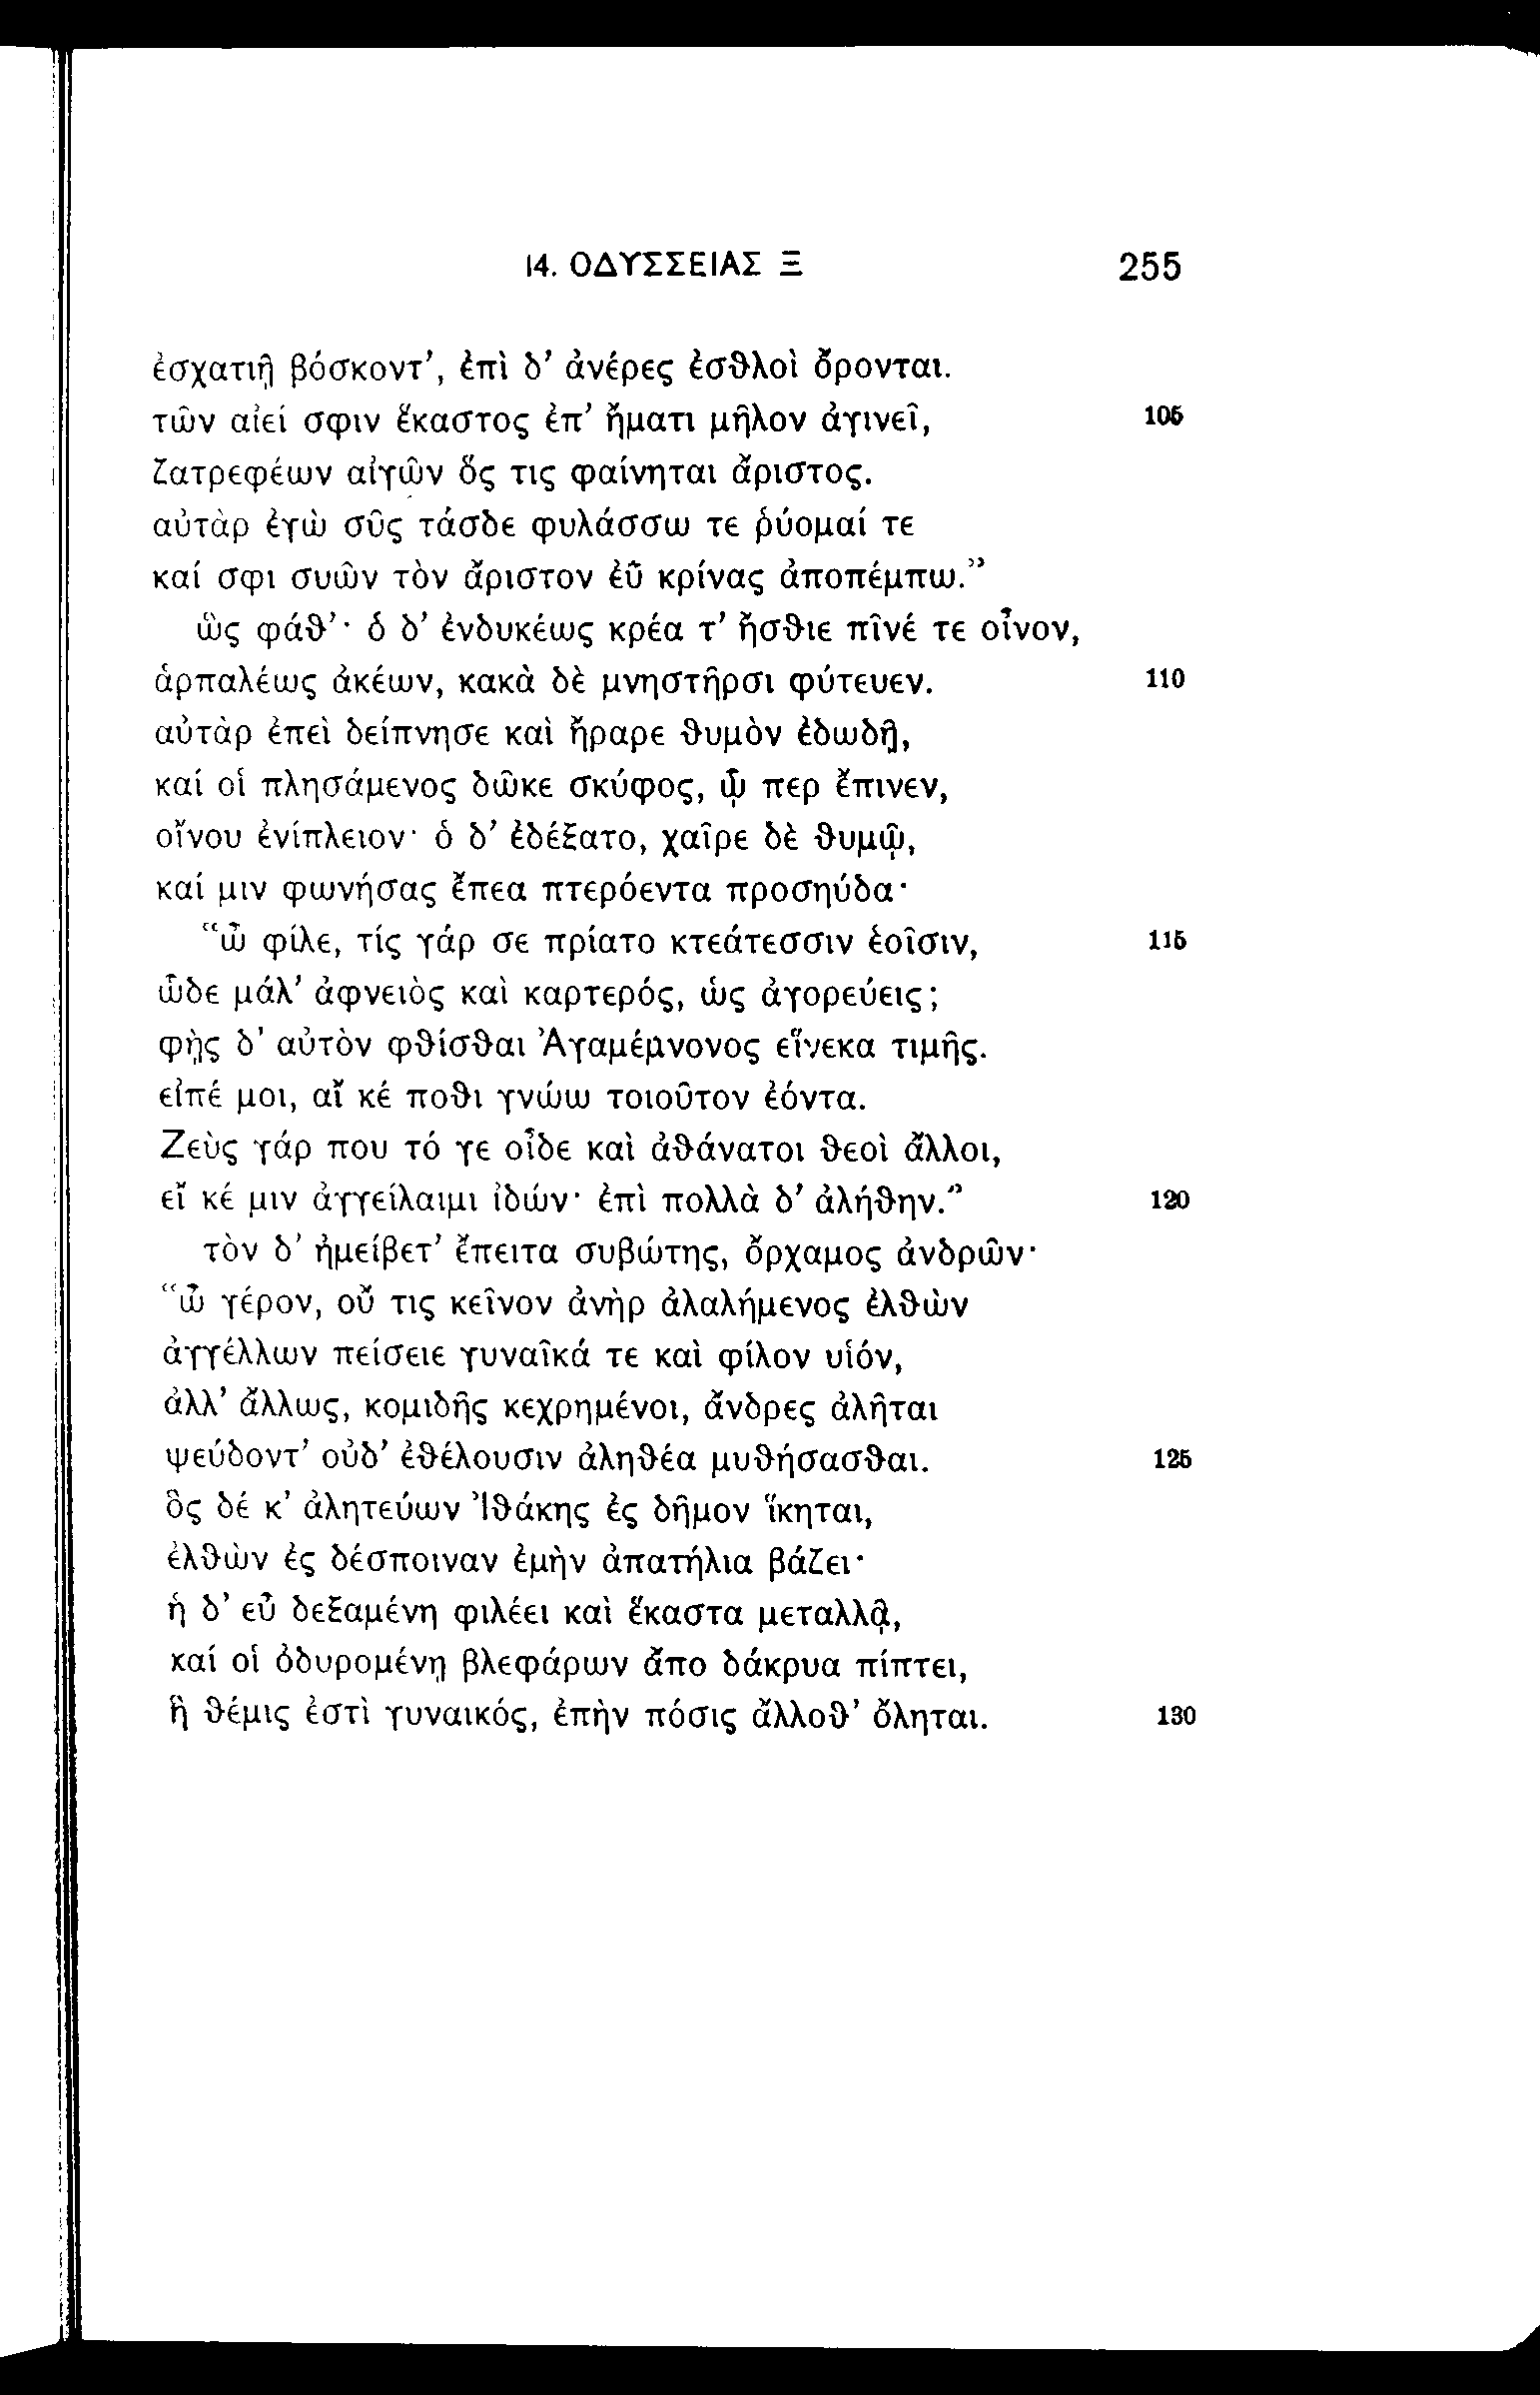 14. ΟΔΥΣΣΕΙΑΣ Ξ 255
ἐσχατιῇ βόσκοντ’, ἐπὶ δ’ ἀνέρες ἐσθλοὶ ὄρονται.
τῶν αἰεί σφιν ἕκαστος ἐπ’ ἤματι μῆλον ἀγινεῖ, 105
ζατρεφέων αἰγῶν ὅς τις φαίνηται ἄριστος.
αὐτὰρ ἐγὼ σῦς τάσδε φυλάσσω τε ῥύομαί τε
καί σφι συῶν τὸν ἄριστον ἐῢ κρίνας ἀποπέμπω.”
ὣς φάθ’· ὁ δ’ ἐνδυκέως κρέα τ’ ἤσθιε πῖνέ τε οἶνον,
ἁρπαλέως ἀκέων, κακὰ δὲ μνηστῆρσι φύτευεν. 110
αὐτὰρ ἐπεὶ δείπνησε καὶ ἤραρε θυμὸν ἐδωδῇ,
καί οἱ πλησάμενος δῶκε σκύφος, ᾧ περ ἔπινεν,
οἴνου ἐνίπλειον· ὁ δ’ ἐδέξατο, χαῖρε δὲ θυμῷ,
καί μιν φωνήσας ἔπεα πτερόεντα προσηύδα·
“ὦ φίλε, τίς γάρ σε πρίατο κτεάτεσσιν ἑοῖσιν, 115
ὧδε μάλ’ ἀφνειὸς καὶ καρτερός, ὡς ἀγορεύεις;
φῂς δ’ αὐτὸν φθίσθαι Ἀγαμέμνονος εἵνεκα τιμῆς.
εἰπέ μοι, αἴ κέ ποθι γνώω τοιοῦτον ἐόντα.
Ζεὺς γάρ που τό γε οἶδε καὶ ἀθάνατοι θεοὶ ἄλλοι,
εἴ κέ μιν ἀγγείλαιμι ἰδών· ἐπὶ πολλὰ δ’ ἀλήθην.” 120
τὸν δ’ ἠμείβετ’ ἔπειτα συβώτης, ὄρχαμος ἀνδρῶν·
“ὦ γέρον, οὔ τις κεῖνον ἀνὴρ ἀλαλήμενος ἐλθὼν
ἀγγέλλων πείσειε γυναῖκά τε καὶ φίλον υἱόν,
ἀλλ’ ἄλλως, κομιδῆς κεχρημένοι, ἄνδρες ἀλῆται
ψεύδοντ’ οὐδ’ ἐθέλουσιν ἀληθέα μυθήσασθαι. 125
ὃς δέ κ’ ἀλητεύων Ἰθάκης ἐς δῆμον ἵκηται,
ἐλθὼν ἐς δέσποιναν ἐμὴν ἀπατήλια βάζει·
ἡ δ’ εὖ δεξαμένη φιλέει καὶ ἕκαστα μεταλλᾷ,
καί οἱ ὀδυρομένῃ βλεφάρων ἄπο δάκρυα πίπτει,
ἣ θέμις ἐστὶ γυναικός, ἐπὴν πόσις ἄλλοθ’ ὄληται. 130